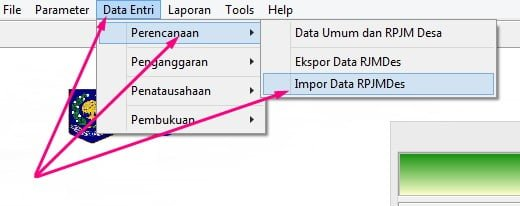 File Parameter Data Entri Laporan Tools Help
Perencanaan
Penganggaran
Penatausahaan
Pembukuan
Data Umum dan RPJM Desa
Ekspor Data RJMDes
Impor Data RPJMDes